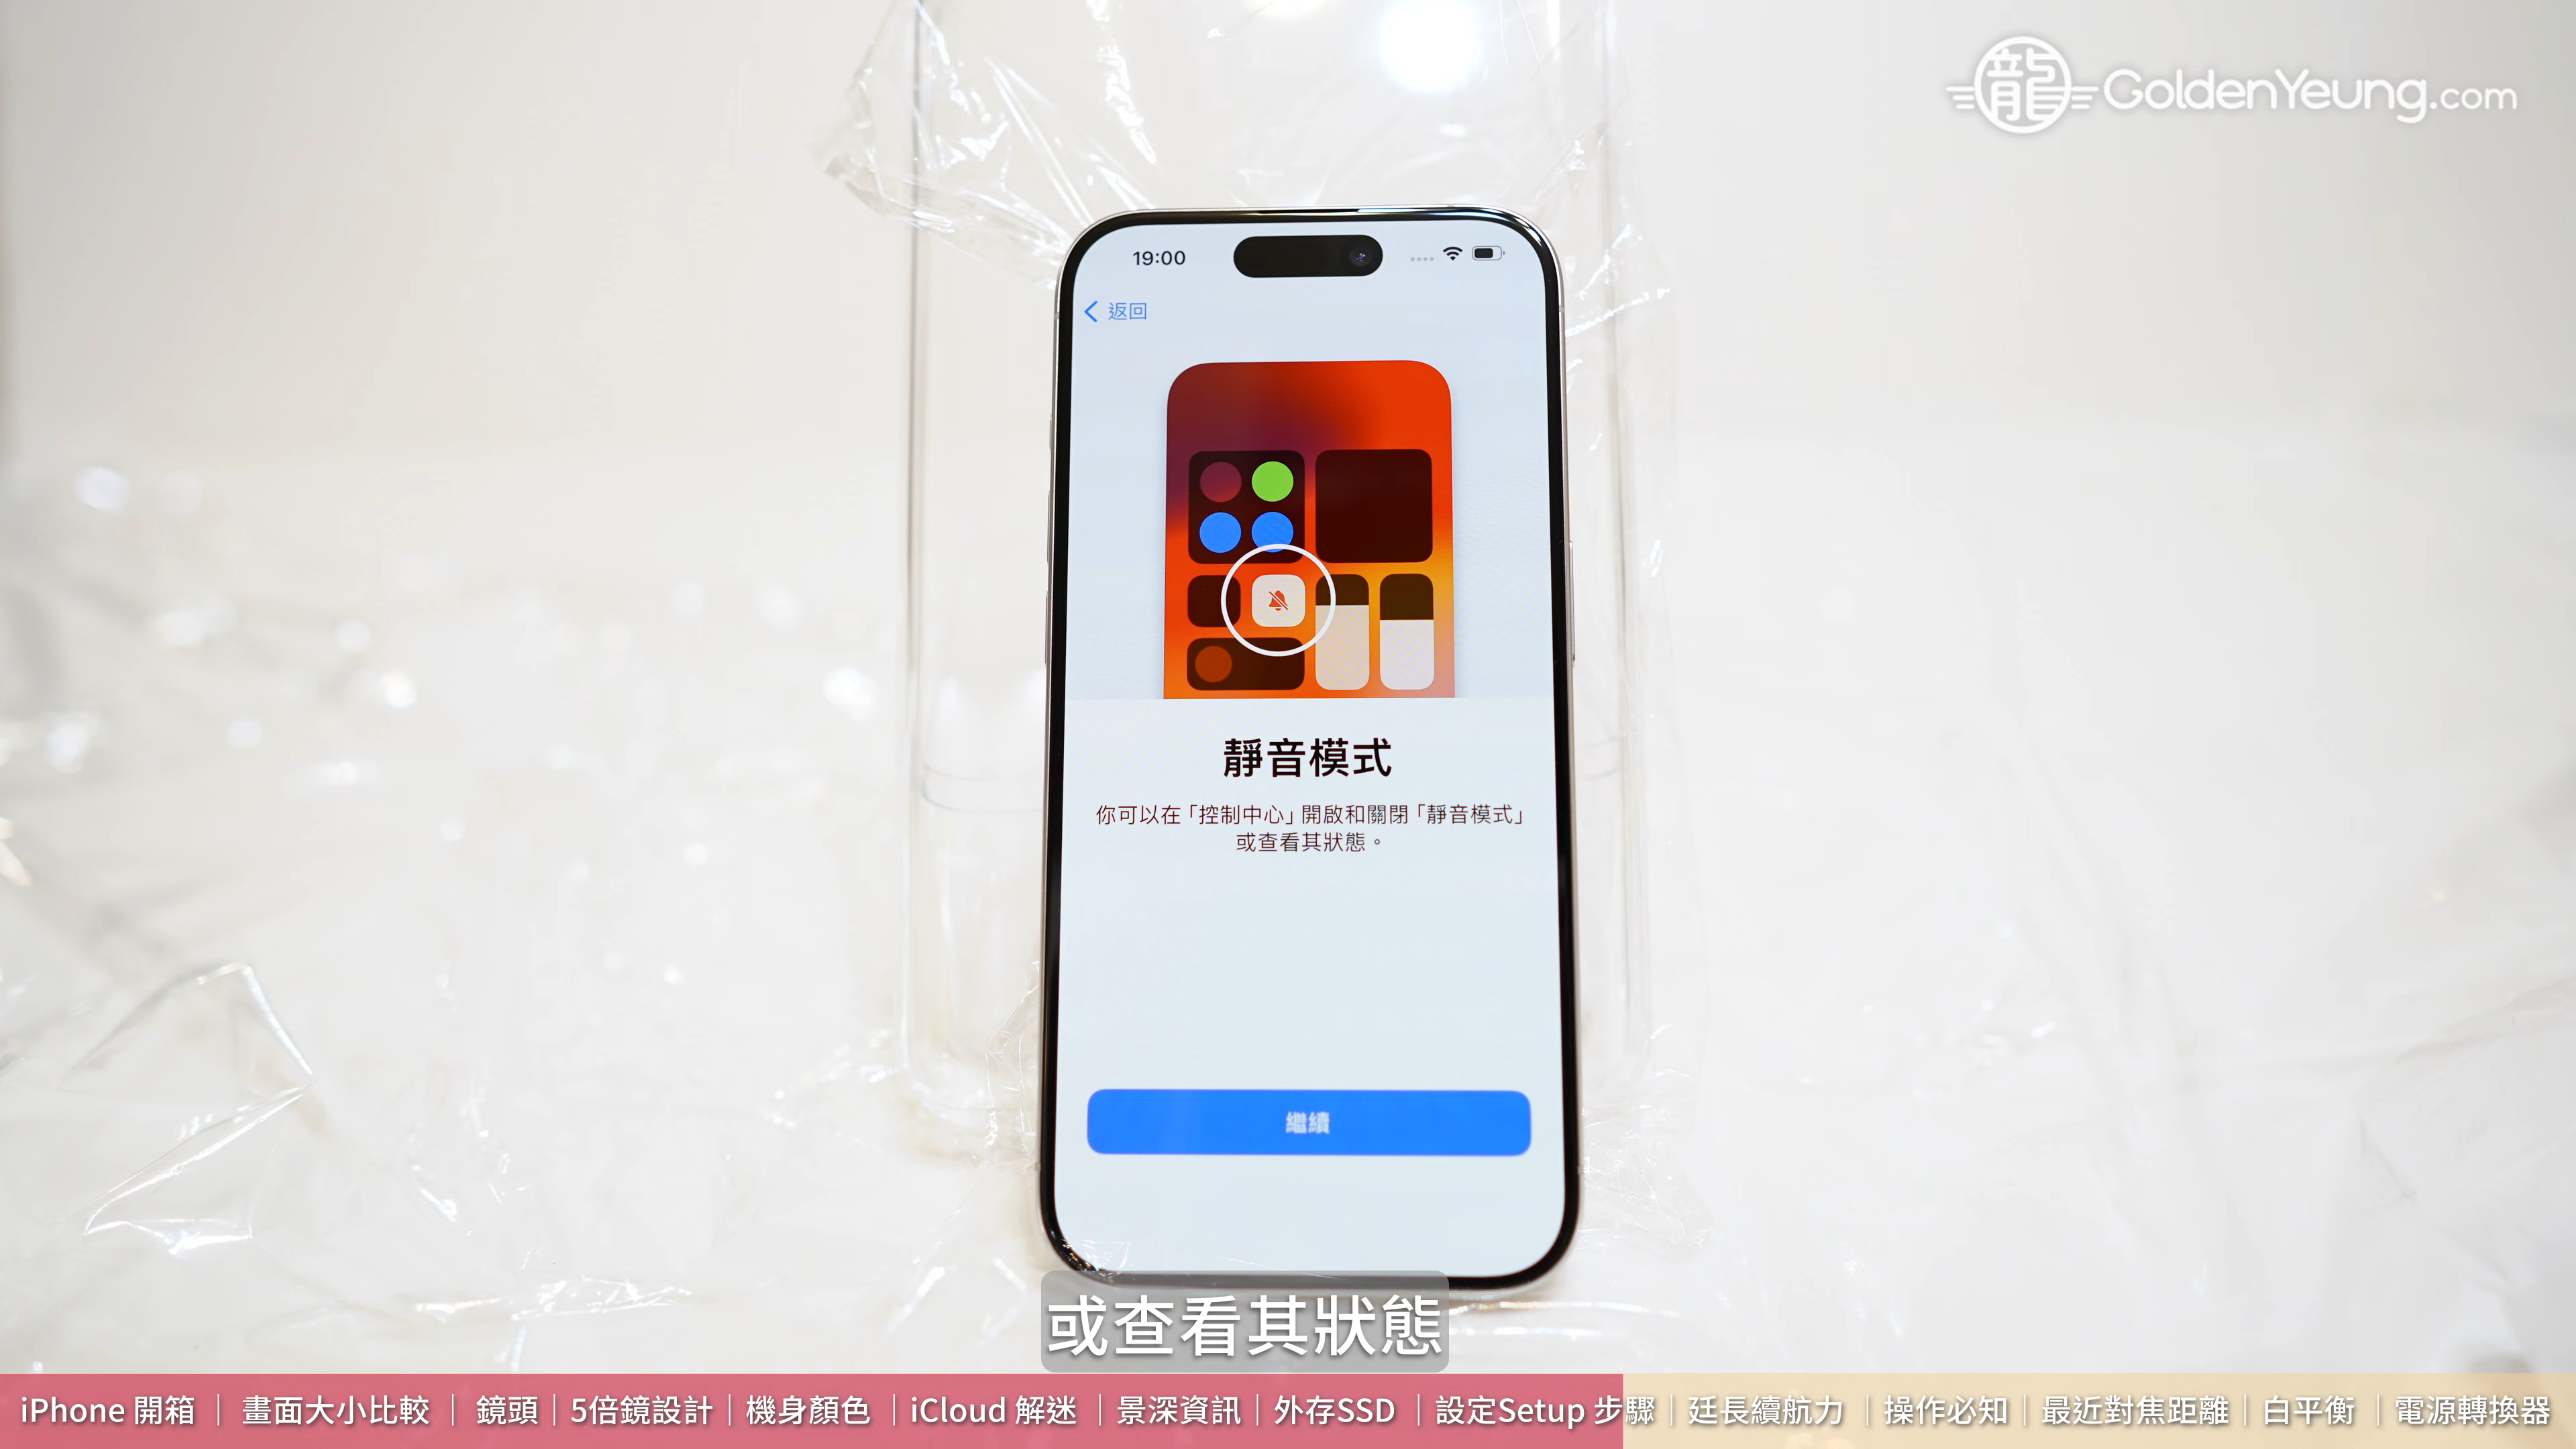 龍 GoldenYeung.com
19:00
返回
靜音模式
你可以在「控制中心」開啟和關閉「靜音模式」
或查看其狀態。
繼續
或查看其狀態
iPhone 開箱｜畫面大小比較｜鏡頭｜5倍鏡設計｜機身顏色｜iCloud 解迷｜景深資訊｜外存SSD｜設定Setup 步驟｜廷長續航力｜操作必知｜最近對焦距離｜白平衡｜電源轉換器